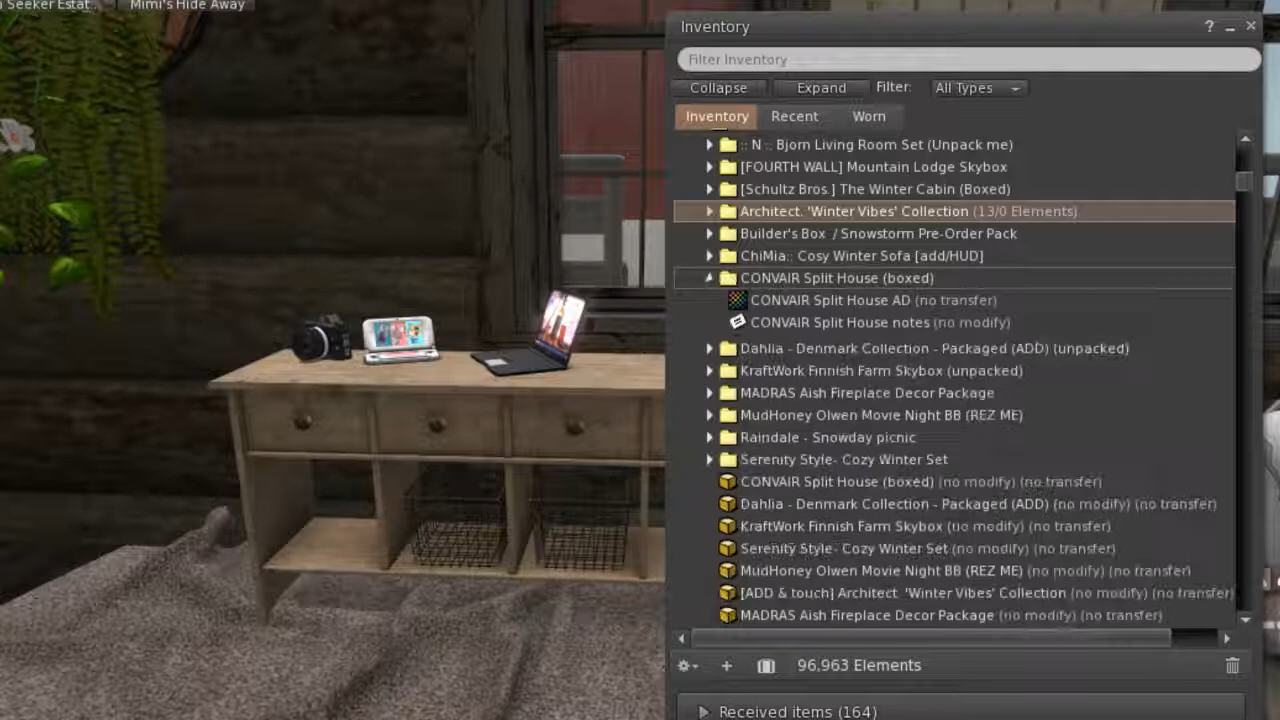 Seeker Estat..
Mimi's Hide Away
Inventory
? _ ×
Filter Inventory
Collapse Expand Filter: All Types
Inventory Recent Worn
:: N :: Bjorn Living Room Set (Unpack me)
[FOURTH WALL] Mountain Lodge Skybox
[Schultz Bros.] The Winter Cabin (Boxed)
Architect. 'Winter Vibes' Collection (13/0 Elements)
Builder's Box / Snowstorm Pre-Order Pack
ChiMia:: Cosy Winter Sofa [add/HUD]
CONVAIR Split House (boxed)
CONVAIR Split House AD (no transfer)
CONVAIR Split House notes (no modify)
Dahlia - Denmark Collection - Packaged (ADD) (unpacked)
KraftWork Finnish Farm Skybox (unpacked)
MADRAS Aish Fireplace Decor Package
MudHoney Olwen Movie Night BB (REZ ME)
Raindale - Snowday picnic
Serenity Style- Cozy Winter Set
CONVAIR Split House (boxed) (no modify) (no transfer)
Dahlia - Denmark Collection - Packaged (ADD) (no modify) (no transfer)
KraftWork Finnish Farm Skybox (no modify) (no transfer)
Serenity Style- Cozy Winter Set (no modify) (no transfer)
MudHoney Olwen Movie Night BB (REZ ME) (no modify) (no transfer)
[ADD & touch] Architect. 'Winter Vibes' Collection (no modify) (no transfer)
MADRAS Aish Fireplace Decor Package (no modify) (no transfer)
+ 96,963 Elements
Received items (164)